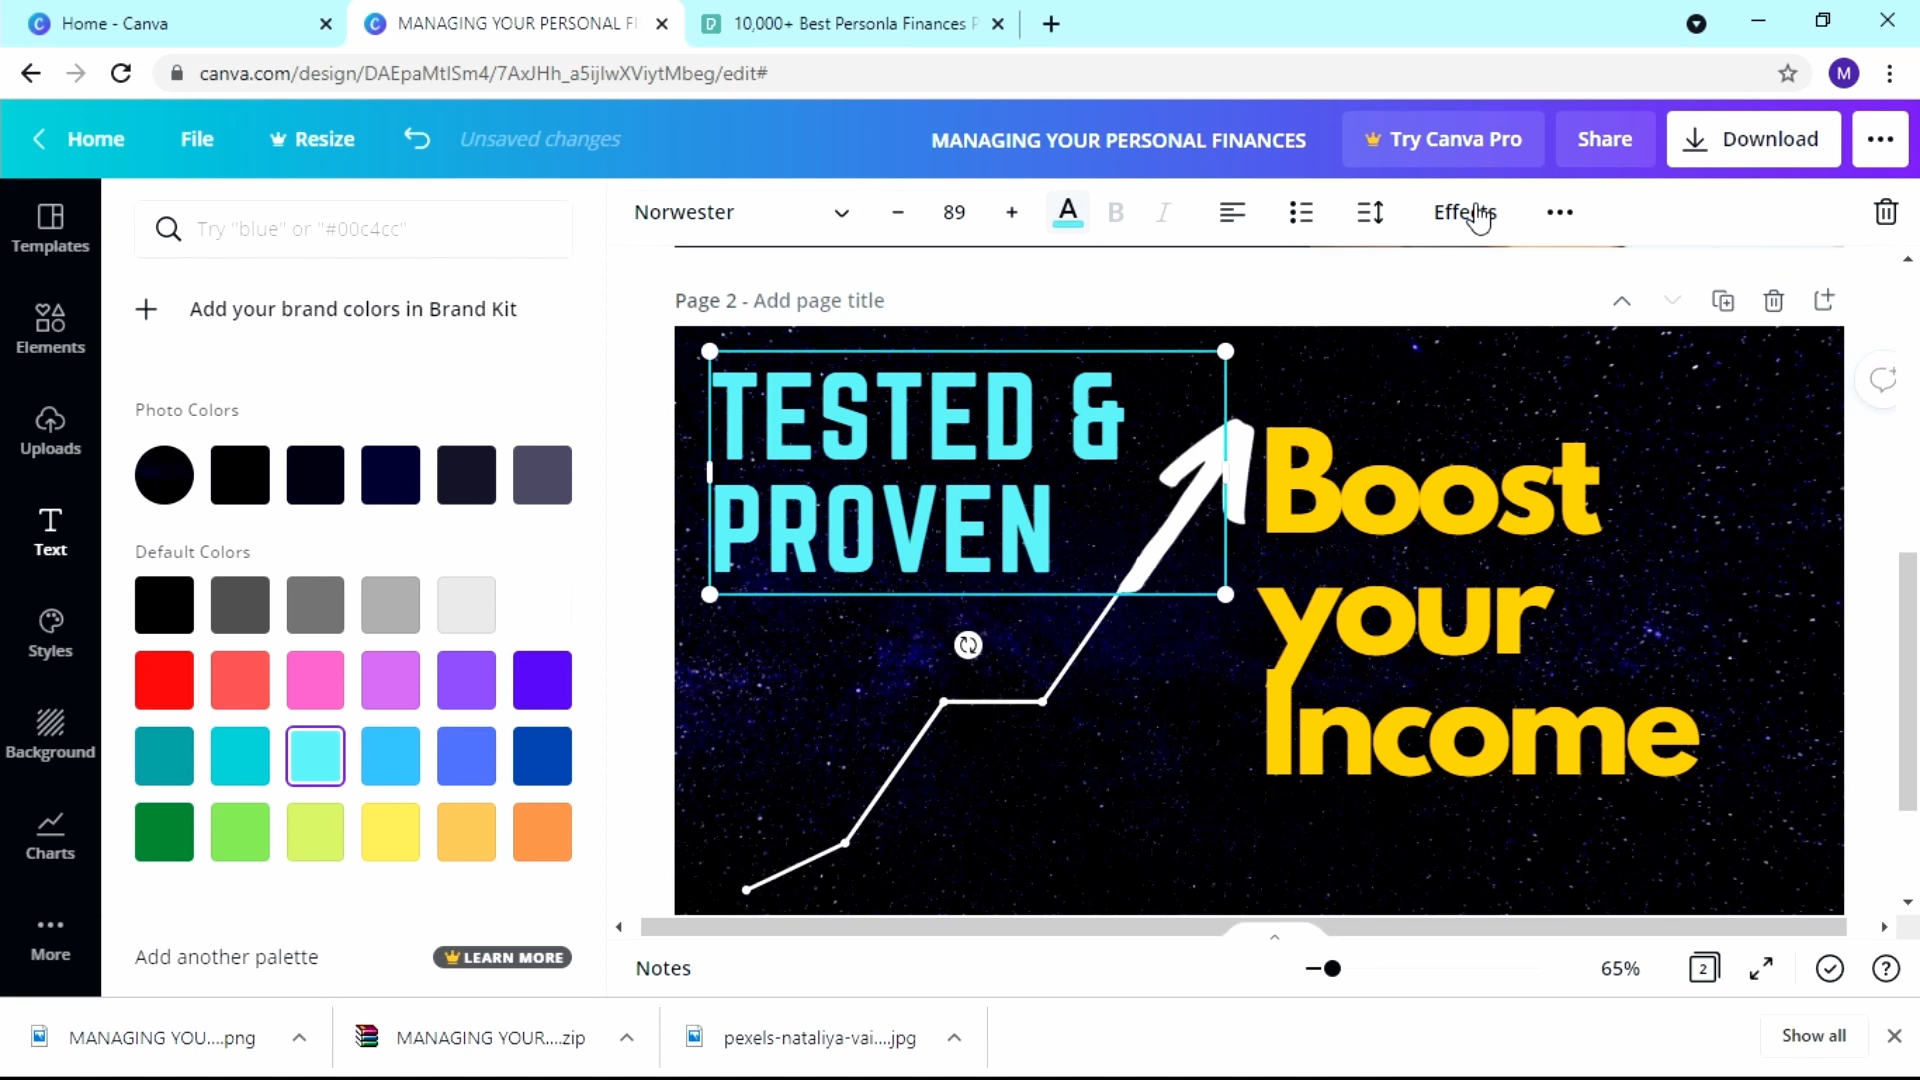 Home - Canva
MANAGING YOUR PERSONAL FI
10,000+ Best Personla Finances P
canva.com/design/DAEpaMtISm4/7AxJHh_a5ijlwXViytMbeg/edit#
M
Home
File
Resize
Unsaved changes
MANAGING YOUR PERSONAL FINANCES
Try Canva Pro
Share
Download
Templates
Elements
Uploads
Text
Styles
Background
Charts
More
Try "blue" or "#00c4cc"
Add your brand colors in Brand Kit
Photo Colors
Default Colors
Add another palette
LEARN MORE
Norwester
89
A
B
I
Effects
Page 2 - Add page title
TESTED &
PROVEN
Boost
your
Income
Notes
65%
2
MANAGING YOU....png
MANAGING YOUR....zip
pexels-nataliya-vai....jpg
Show all